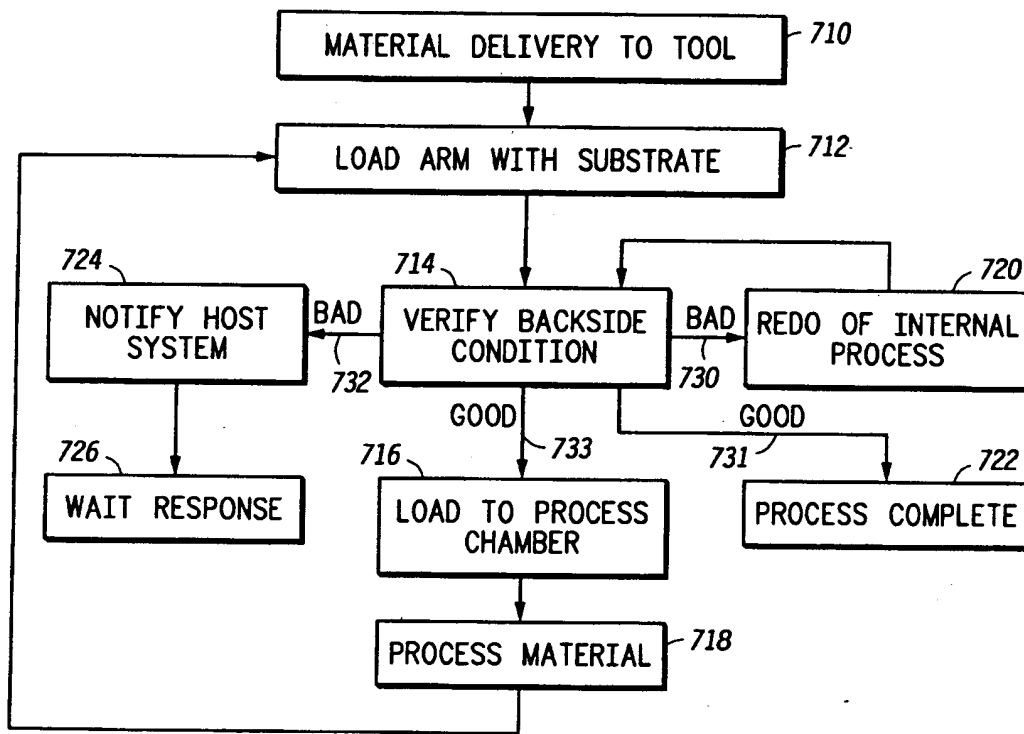 MATERIAL DELIVERY TO TOOL
710
LOAD ARM WITH SUBSTRATE
712
724
NOTIFY HOST
SYSTEM
BAD
732
714
VERIFY BACKSIDE
CONDITION
BAD
730
720
REDO OF INTERNAL
PROCESS
GOOD
733
GOOD
731
726
WAIT RESPONSE
716
LOAD TO PROCESS
CHAMBER
722
PROCESS COMPLETE
PROCESS MATERIAL
718